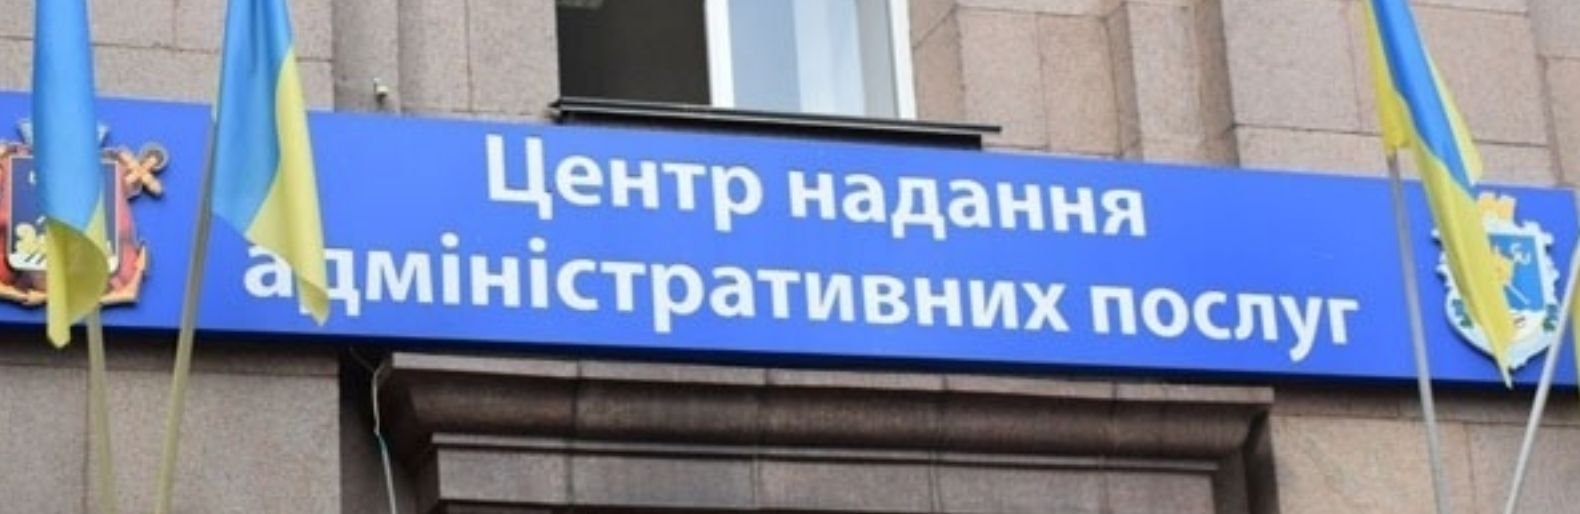 Центр надання
адміністративних послуг